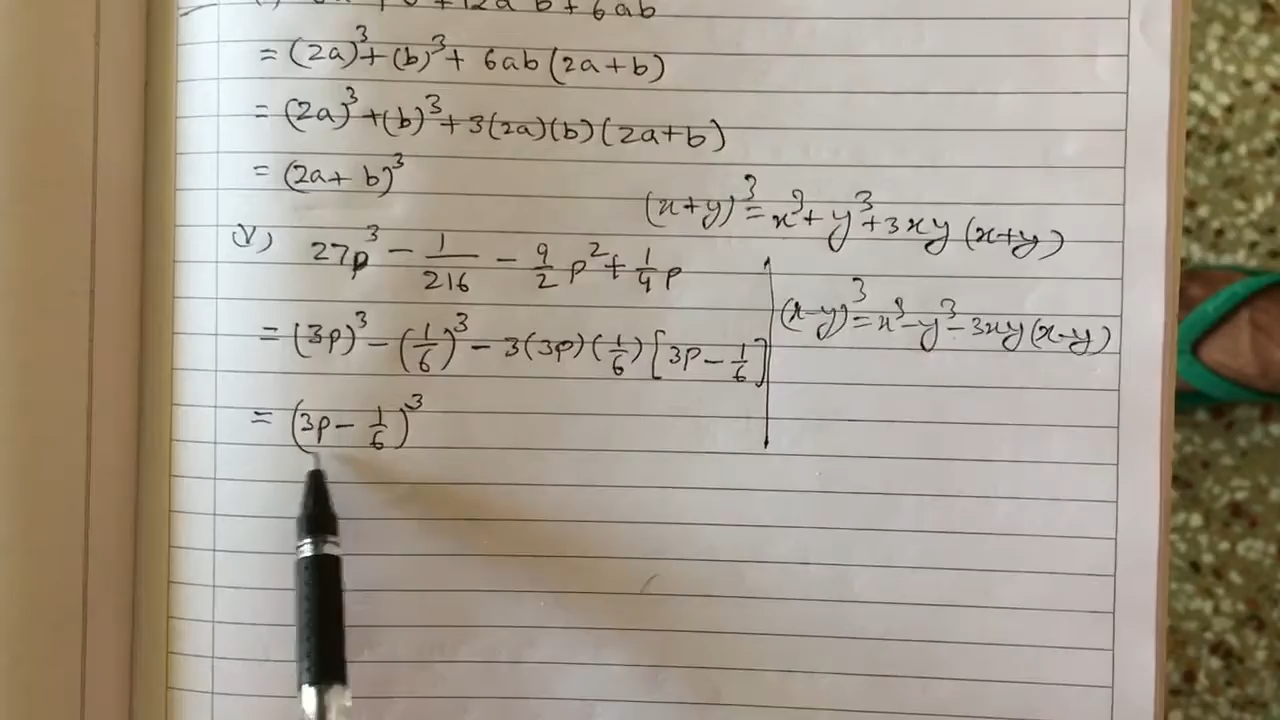 = (2a)³ + (b)³ + 6ab (2a+b)
= (2a)³ + (b)³ + 3(2a)(b) (2a+b)
= (2a+ b)³
(x+y)³ = x³ + y³ + 3xy (x+y)
V) 27p³ − 1/216 − 9/2 p² + 1/4 p
(x−y)³ = x³ − y³ − 3xy (x−y)
= (3p)³ − (1/6)³ − 3(3p)(1/6) [3p − 1/6]
= (3p − 1/6)³